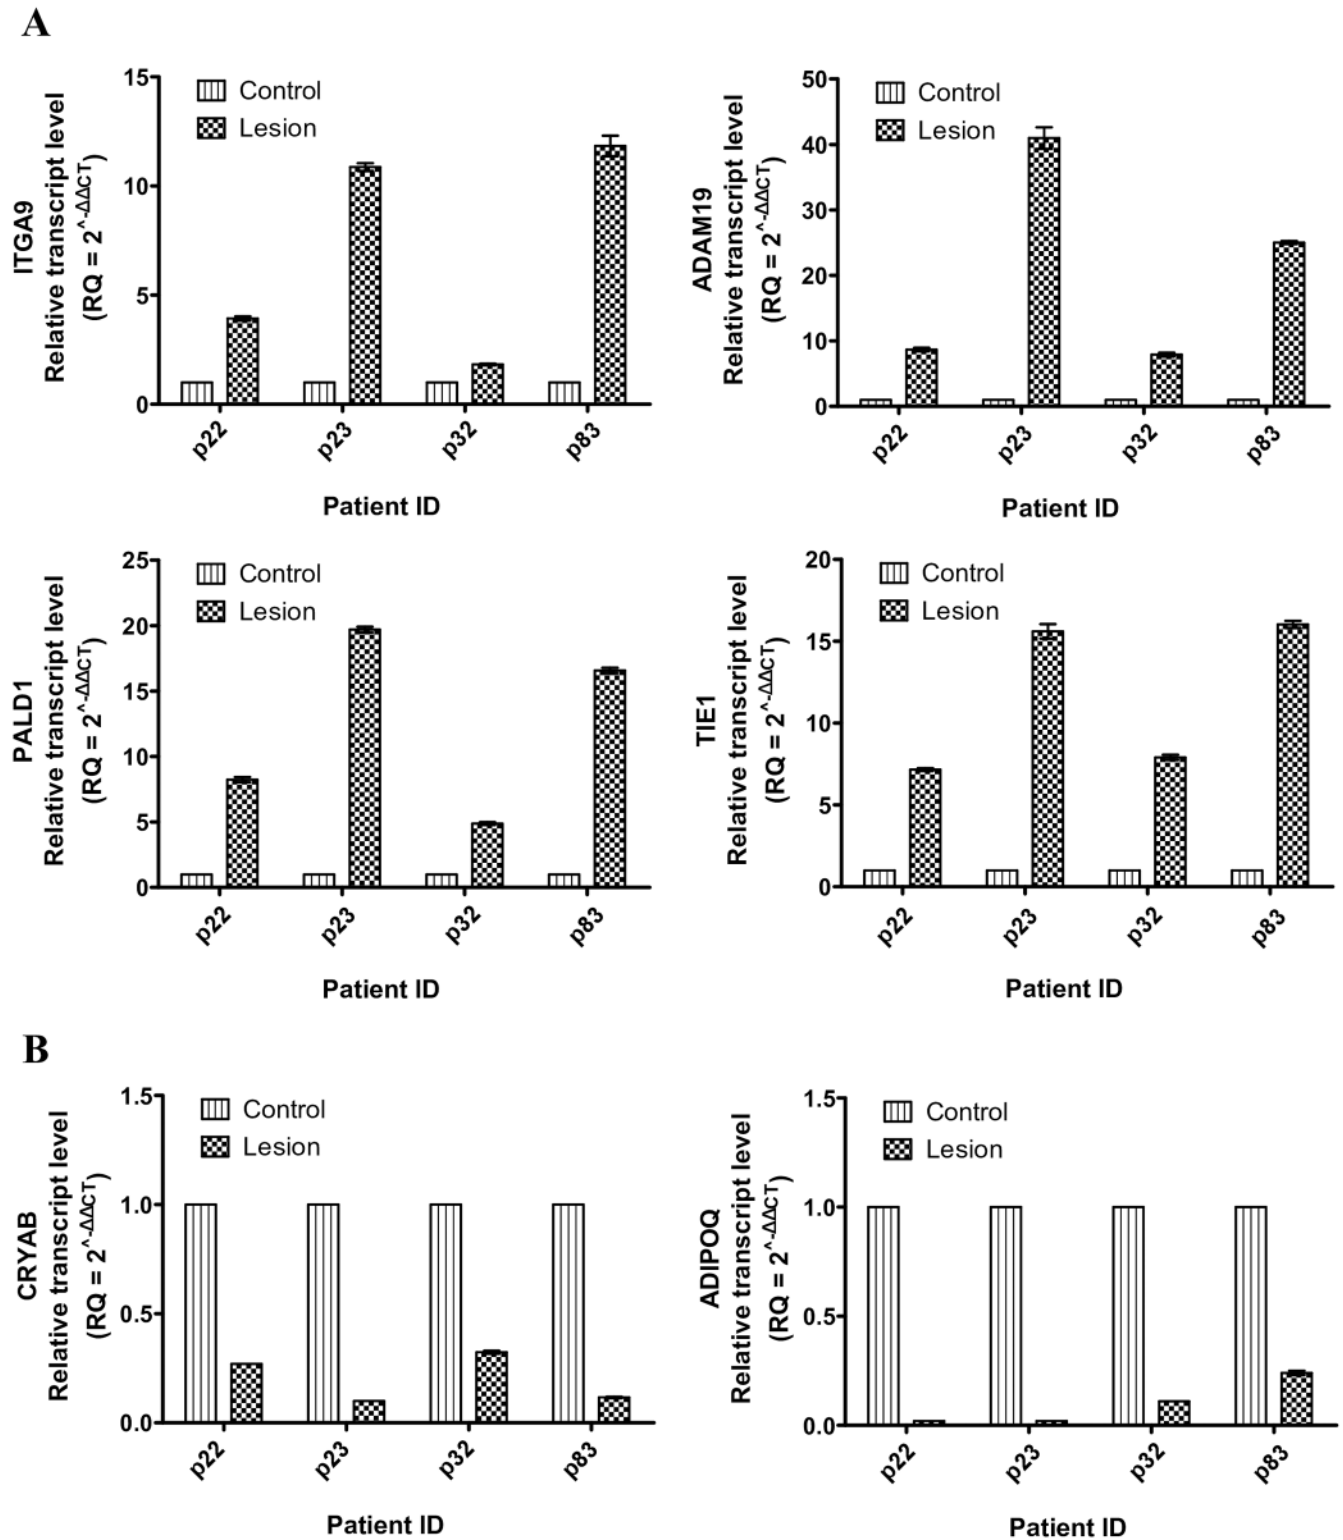 A
ITGA9
Relative transcript level
(RQ = 2^-ΔΔCT)
15
10
5
0
Control
Lesion
p22
p23
p32
p83
Patient ID
ADAM19
Relative transcript level
(RQ = 2^-ΔΔCT)
50
40
30
20
10
0
Control
Lesion
p22
p23
p32
p83
Patient ID
PALD1
Relative transcript level
(RQ = 2^-ΔΔCT)
25
20
15
10
5
0
Control
Lesion
p22
p23
p32
p83
Patient ID
TIE1
Relative transcript level
(RQ = 2^-ΔΔCT)
20
15
10
5
0
Control
Lesion
p22
p23
p32
p83
Patient ID
B
CRYAB
Relative transcript level
(RQ = 2^-ΔΔCT)
1.5
1.0
0.5
0.0
Control
Lesion
p22
p23
p32
p83
Patient ID
ADIPOQ
Relative transcript level
(RQ = 2^-ΔΔCT)
1.5
1.0
0.5
0.0
Control
Lesion
p22
p23
p32
p83
Patient ID